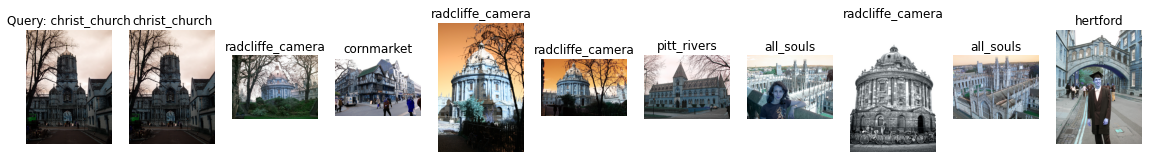 Query: christ_church
christ_church
radcliffe_camera
cornmarket
radcliffe_camera
radcliffe_camera
pitt_rivers
all_souls
radcliffe_camera
all_souls
hertford